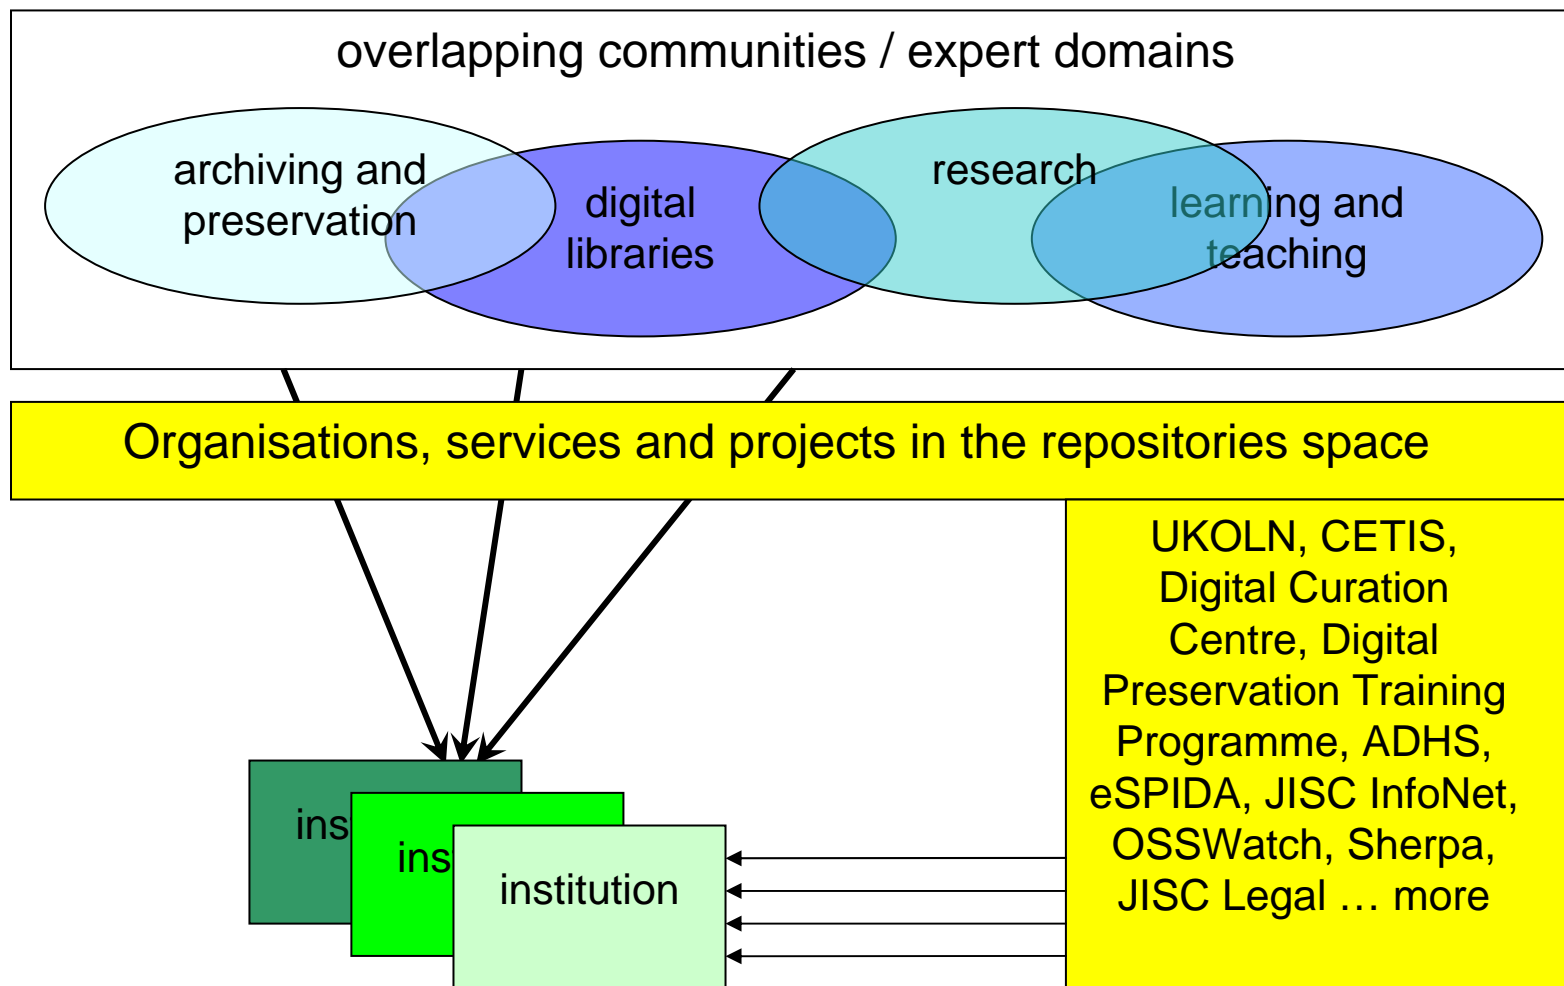 overlapping communities / expert domains
archiving and
preservation
digital
libraries
research
learning and
teaching
Organisations, services and projects in the repositories space
UKOLN, CETIS,
Digital Curation
Centre, Digital
Preservation Training
Programme, ADHS,
eSPIDA, JISC InfoNet,
OSSWatch, Sherpa,
JISC Legal … more
inst
inst
institution